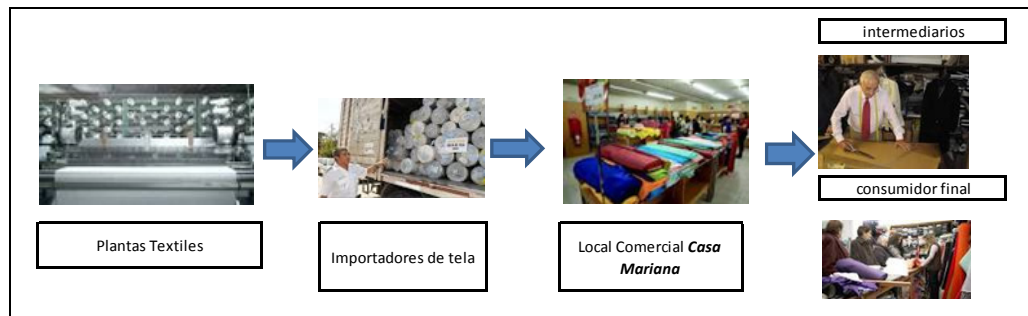 intermediarios
consumidor final
Plantas Textiles
Importadores de tela
Local Comercial Casa
Mariana